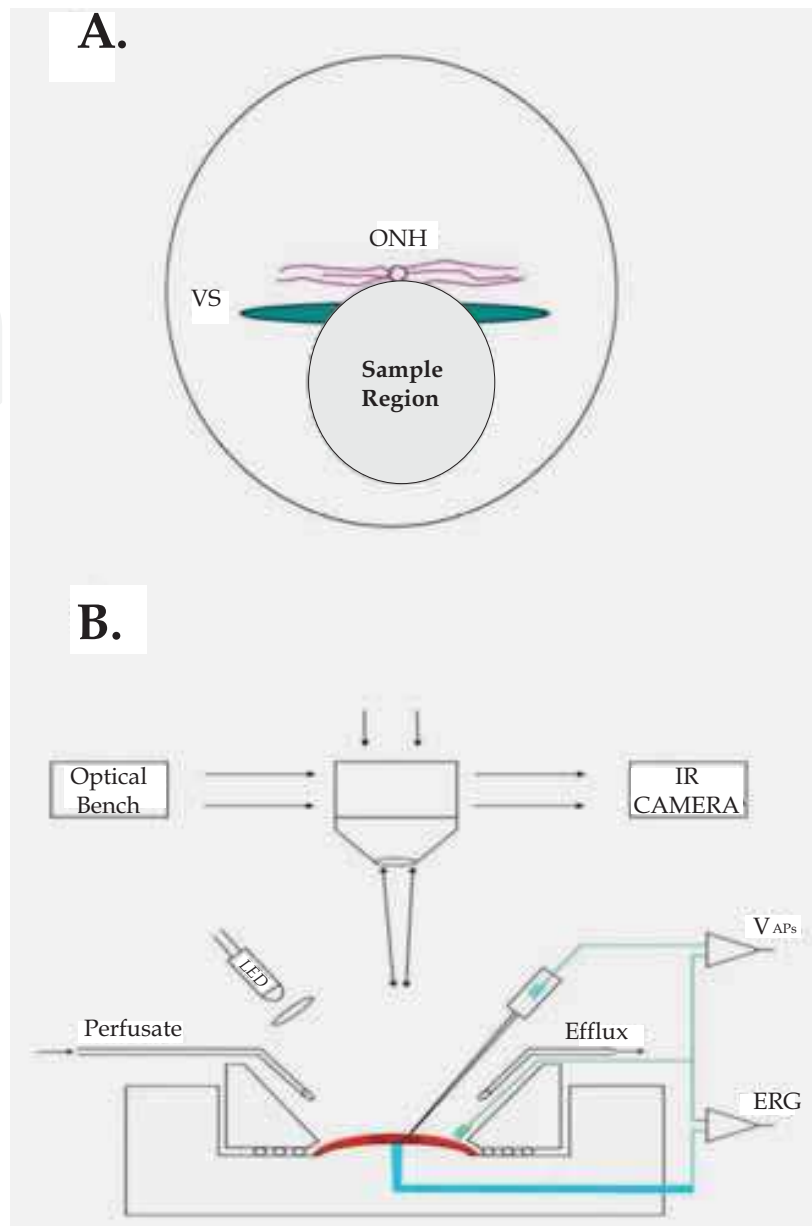 A.
ONH
VS
Sample
Region
B.
Optical
Bench
IR
CAMERA
LED
V APs
Perfusate
Efflux
ERG